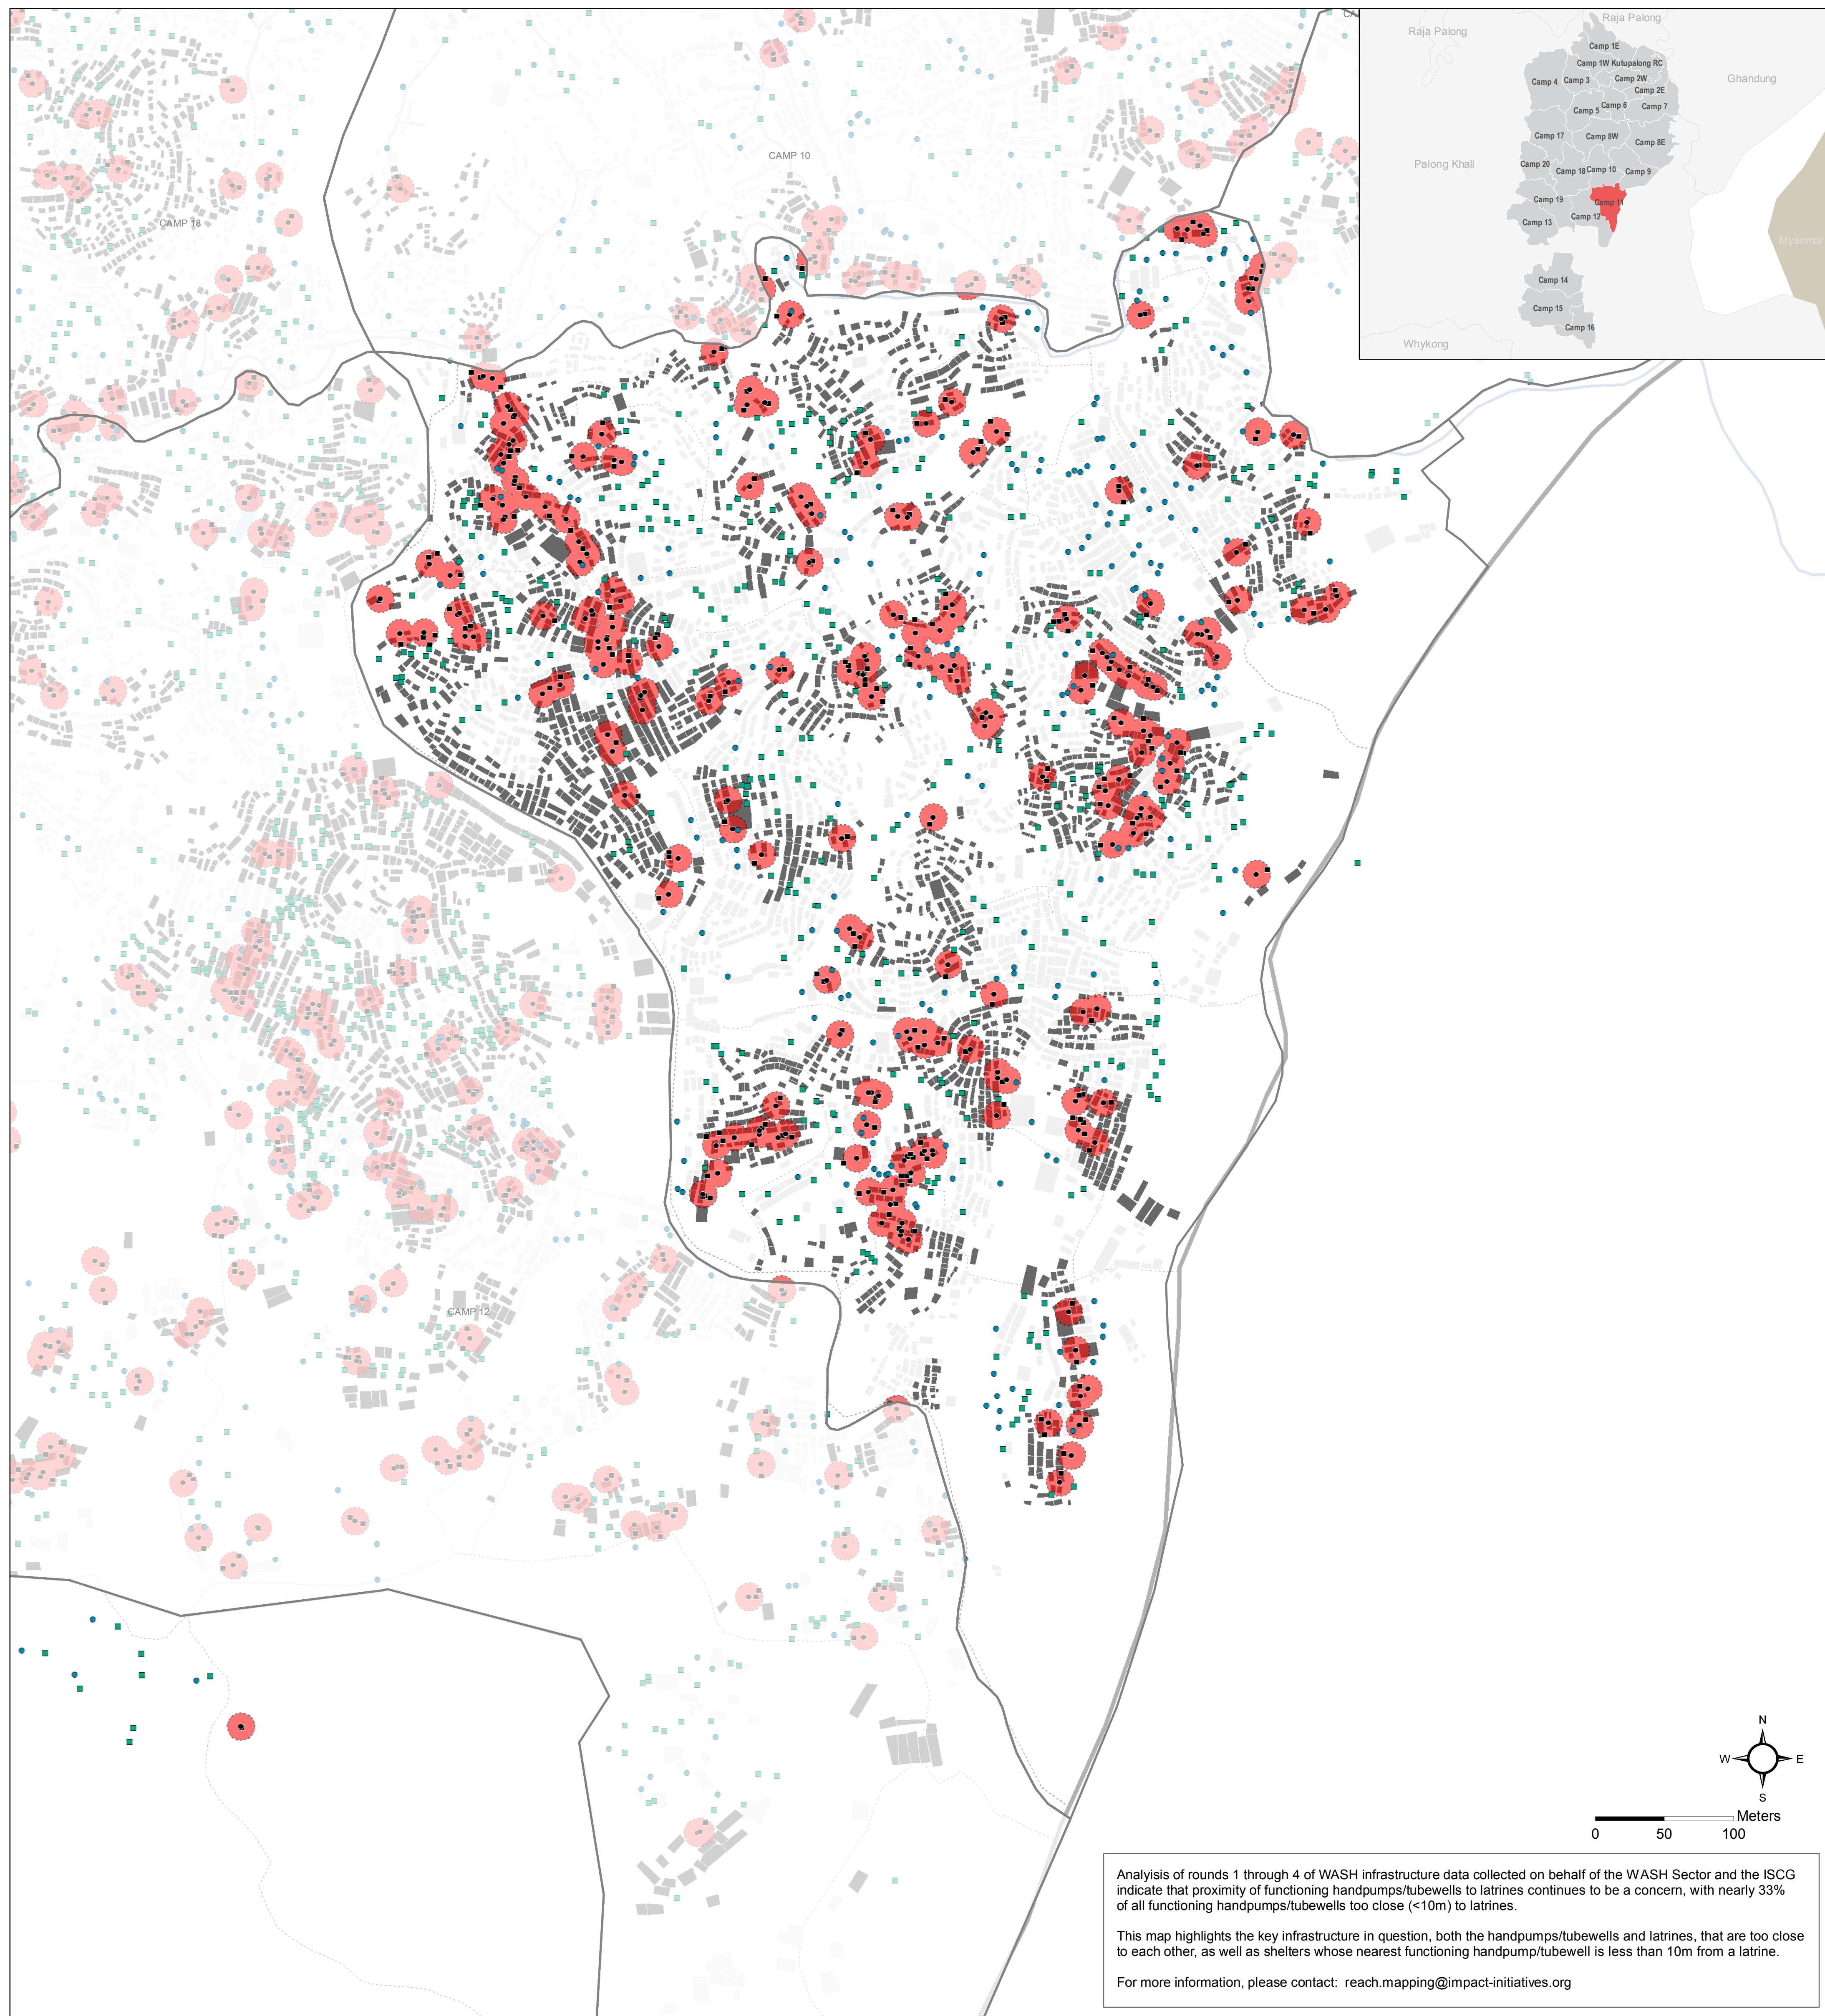 CA
Raja Palong
Raja Palong
Camp 1E
Camp 1W Kutupalong RC
Camp 4
Camp 3
Camp 2W
Camp 2E
Ghandung
Camp 5
Camp 6
Camp 7
Camp 17
Camp 8W
Camp 8E
Palong Khali
Camp 20
Camp 18
Camp 10
Camp 9
Camp 19
Camp 11
Camp 13
Camp 12
Myanmar
Camp 14
Camp 15
Camp 16
Whykong
CAMP 10
CAMP 18
CAMP 12
N
W
E
S
Meters
0 50 100
Analyisis of rounds 1 through 4 of WASH infrastructure data collected on behalf of the WASH Sector and the ISCG
indicate that proximity of functioning handpumps/tubewells to latrines continues to be a concern, with nearly 33%
of all functioning handpumps/tubewells too close (<10m) to latrines.
This map highlights the key infrastructure in question, both the handpumps/tubewells and latrines, that are too close
to each other, as well as shelters whose nearest functioning handpump/tubewell is less than 10m from a latrine.
For more information, please contact: reach.mapping@impact-initiatives.org